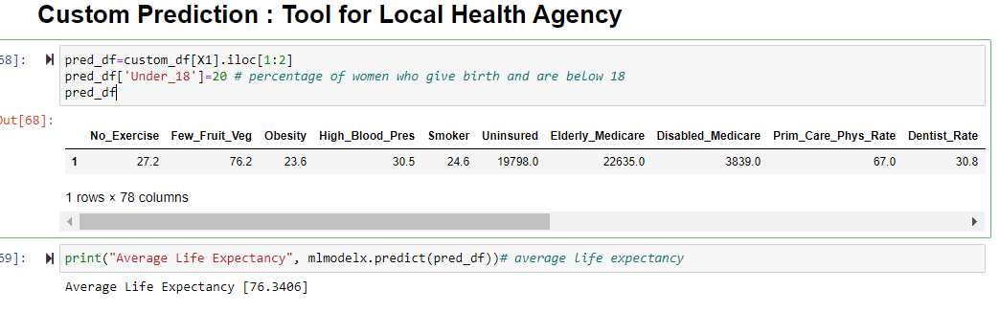 Custom Prediction : Tool for Local Health Agency
68]: pred_df=custom_df[X1].iloc[1:2]
pred_df['Under_18']=20 # percentage of women who give birth and are below 18
pred_df
Out[68]:
No_Exercise Few_Fruit_Veg Obesity High_Blood_Pres Smoker Uninsured Elderly_Medicare Disabled_Medicare Prim_Care_Phys_Rate Dentist_Rate
1 27.2 76.2 23.6 30.5 24.6 19798.0 22635.0 3839.0 67.0 30.8
1 rows × 78 columns
69]: print("Average Life Expectancy", mlmodelx.predict(pred_df))# average life expectancy
Average Life Expectancy [76.3406]